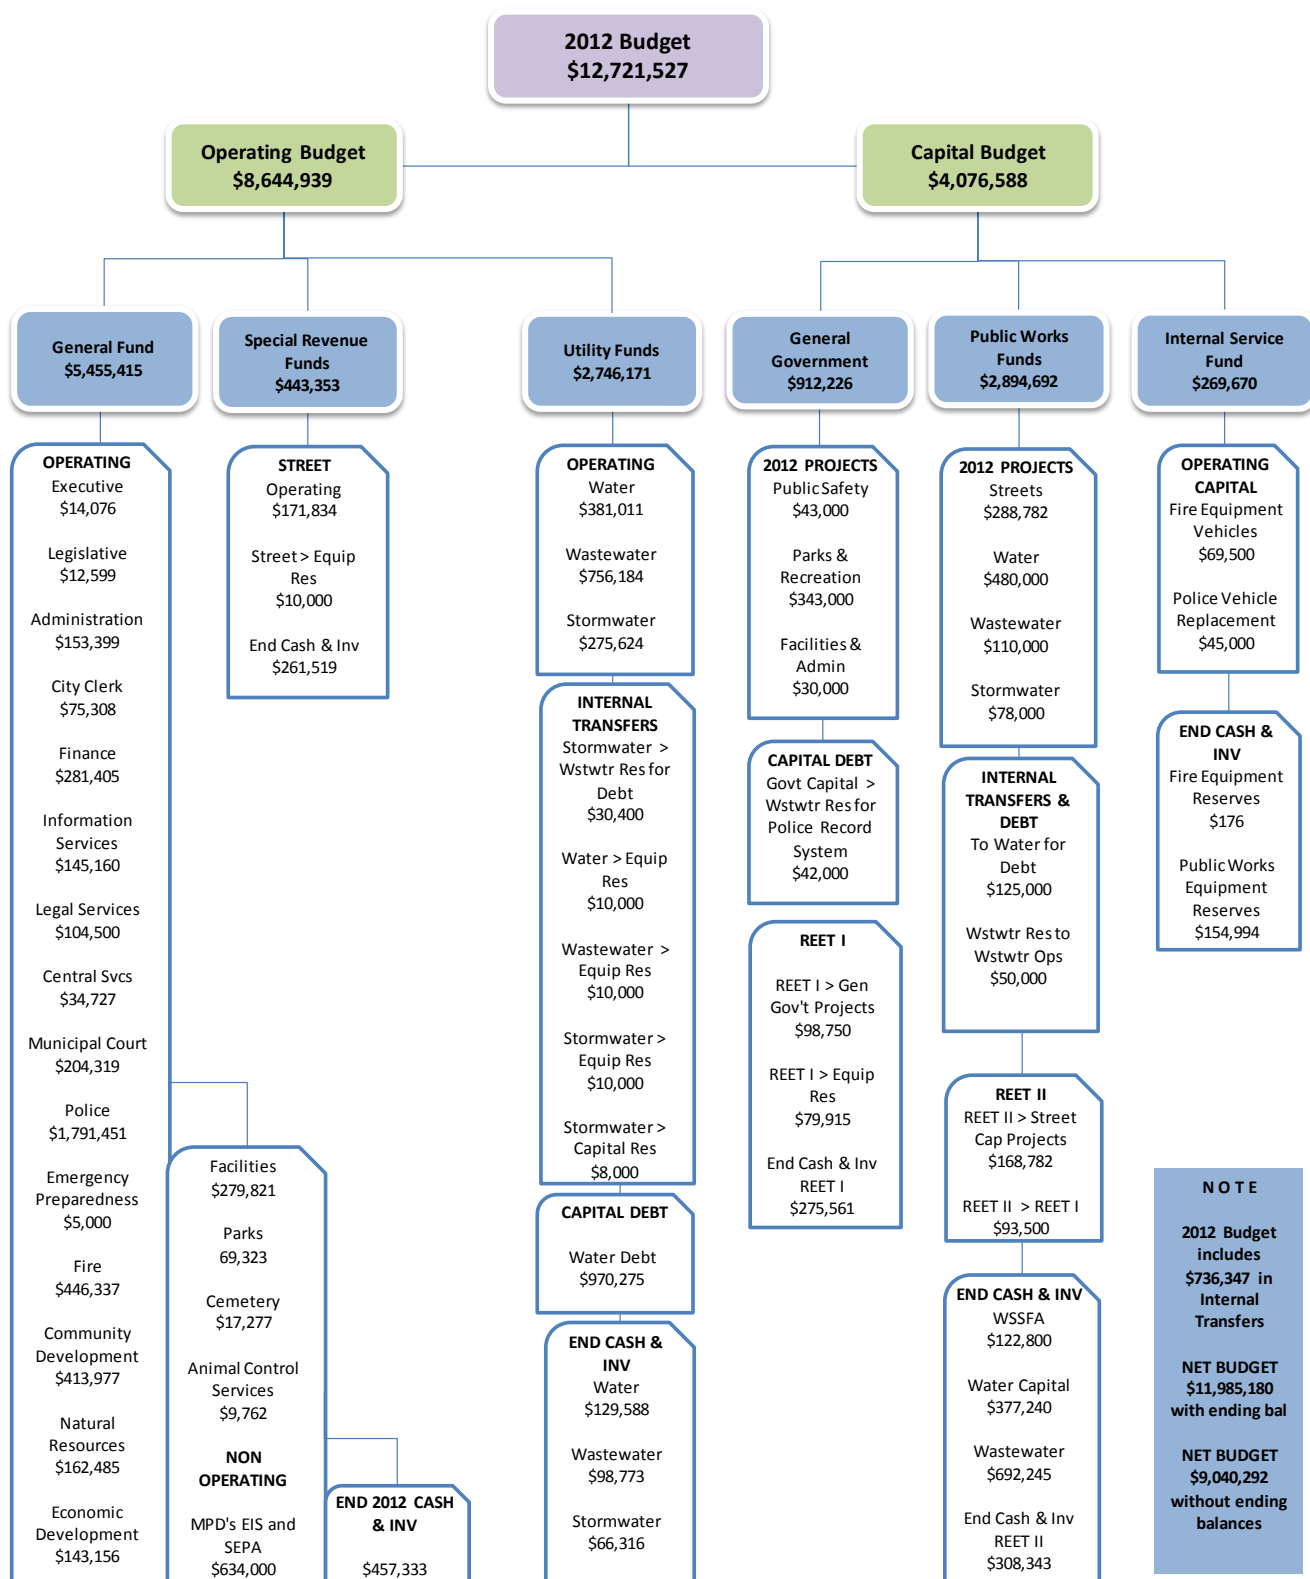 2012 Budget
$12,721,527
Operating Budget
$8,644,939
Capital Budget
$4,076,588
General Fund
$5,455,415
Special Revenue
Funds
$443,353
Utility Funds
$2,746,171
General
Government
$912,226
Public Works
Funds
$2,894,692
Internal Service
Fund
$269,670
OPERATING
Executive
$14,076
Legislative
$12,599
Administration
$153,399
City Clerk
$75,308
Finance
$281,405
Information
Services
$145,160
Legal Services
$104,500
Central Svcs
$34,727
Municipal Court
$204,319
Police
$1,791,451
Emergency
Preparedness
$5,000
Fire
$446,337
Community
Development
$413,977
Natural
Resources
$162,485
Economic
Development
$143,156
Facilities
$279,821
Parks
69,323
Cemetery
$17,277
Animal Control
Services
$9,762
NON
OPERATING
MPD's EIS and
SEPA
$634,000
END 2012 CASH
& INV
$457,333
STREET
Operating
$171,834
Street > Equip
Res
$10,000
End Cash & Inv
$261,519
OPERATING
Water
$381,011
Wastewater
$756,184
Stormwater
$275,624
INTERNAL
TRANSFERS
Stormwater >
Wstwtr Res for
Debt
$30,400
Water > Equip
Res
$10,000
Wastewater >
Equip Res
$10,000
Stormwater >
Equip Res
$10,000
Stormwater >
Capital Res
$8,000
CAPITAL DEBT
Water Debt
$970,275
END CASH &
INV
Water
$129,588
Wastewater
$98,773
Stormwater
$66,316
2012 PROJECTS
Public Safety
$43,000
Parks &
Recreation
$343,000
Facilities &
Admin
$30,000
CAPITAL DEBT
Govt Capital >
Wstwtr Res for
Police Record
System
$42,000
REET I
REET I > Gen
Gov't Projects
$98,750
REET I > Equip
Res
$79,915
End Cash & Inv
REET I
$275,561
2012 PROJECTS
Streets
$288,782
Water
$480,000
Wastewater
$110,000
Stormwater
$78,000
INTERNAL
TRANSFERS &
DEBT
To Water for
Debt
$125,000
Wstwtr Res to
Wstwtr Ops
$50,000
REET II
REET II > Street
Cap Projects
$168,782
REET II > REET I
$93,500
END CASH & INV
WSSFA
$122,800
Water Capital
$377,240
Wastewater
$692,245
End Cash & Inv
REET II
$308,343
OPERATING
CAPITAL
Fire Equipment
Vehicles
$69,500
Police Vehicle
Replacement
$45,000
END CASH &
INV
Fire Equipment
Reserves
$176
Public Works
Equipment
Reserves
$154,994
N O T E
2012 Budget
includes
$736,347 in
Internal
Transfers
NET BUDGET
$11,985,180
with ending bal
NET BUDGET
$9,040,292
without ending
balances